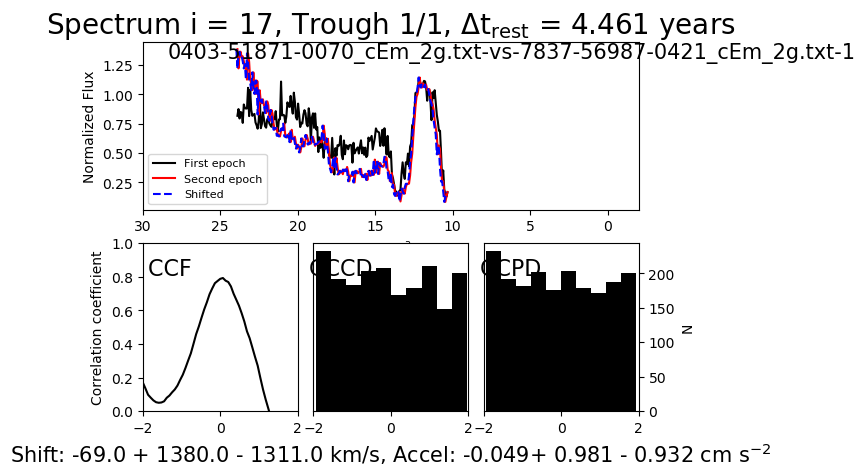 Spectrum i = 17, Trough 1/1, Δt_rest = 4.461 years
0403-51871-0070_cEm_2g.txt-vs-7837-56987-0421_cEm_2g.txt-1
Normalized Flux
1.25
1.00
0.75
0.50
0.25
First epoch
Second epoch
Shifted
30 25 20 15 10 5 0
Correlation coefficient
1.0
0.8
0.6
0.4
0.2
0.0
CCF
CCCD
CCPD
200
150
100
50
0
N
−2 0 2 −2 0 2 −2 0 2
Shift: -69.0 + 1380.0 - 1311.0 km/s, Accel: -0.049+ 0.981 - 0.932 cm s⁻²